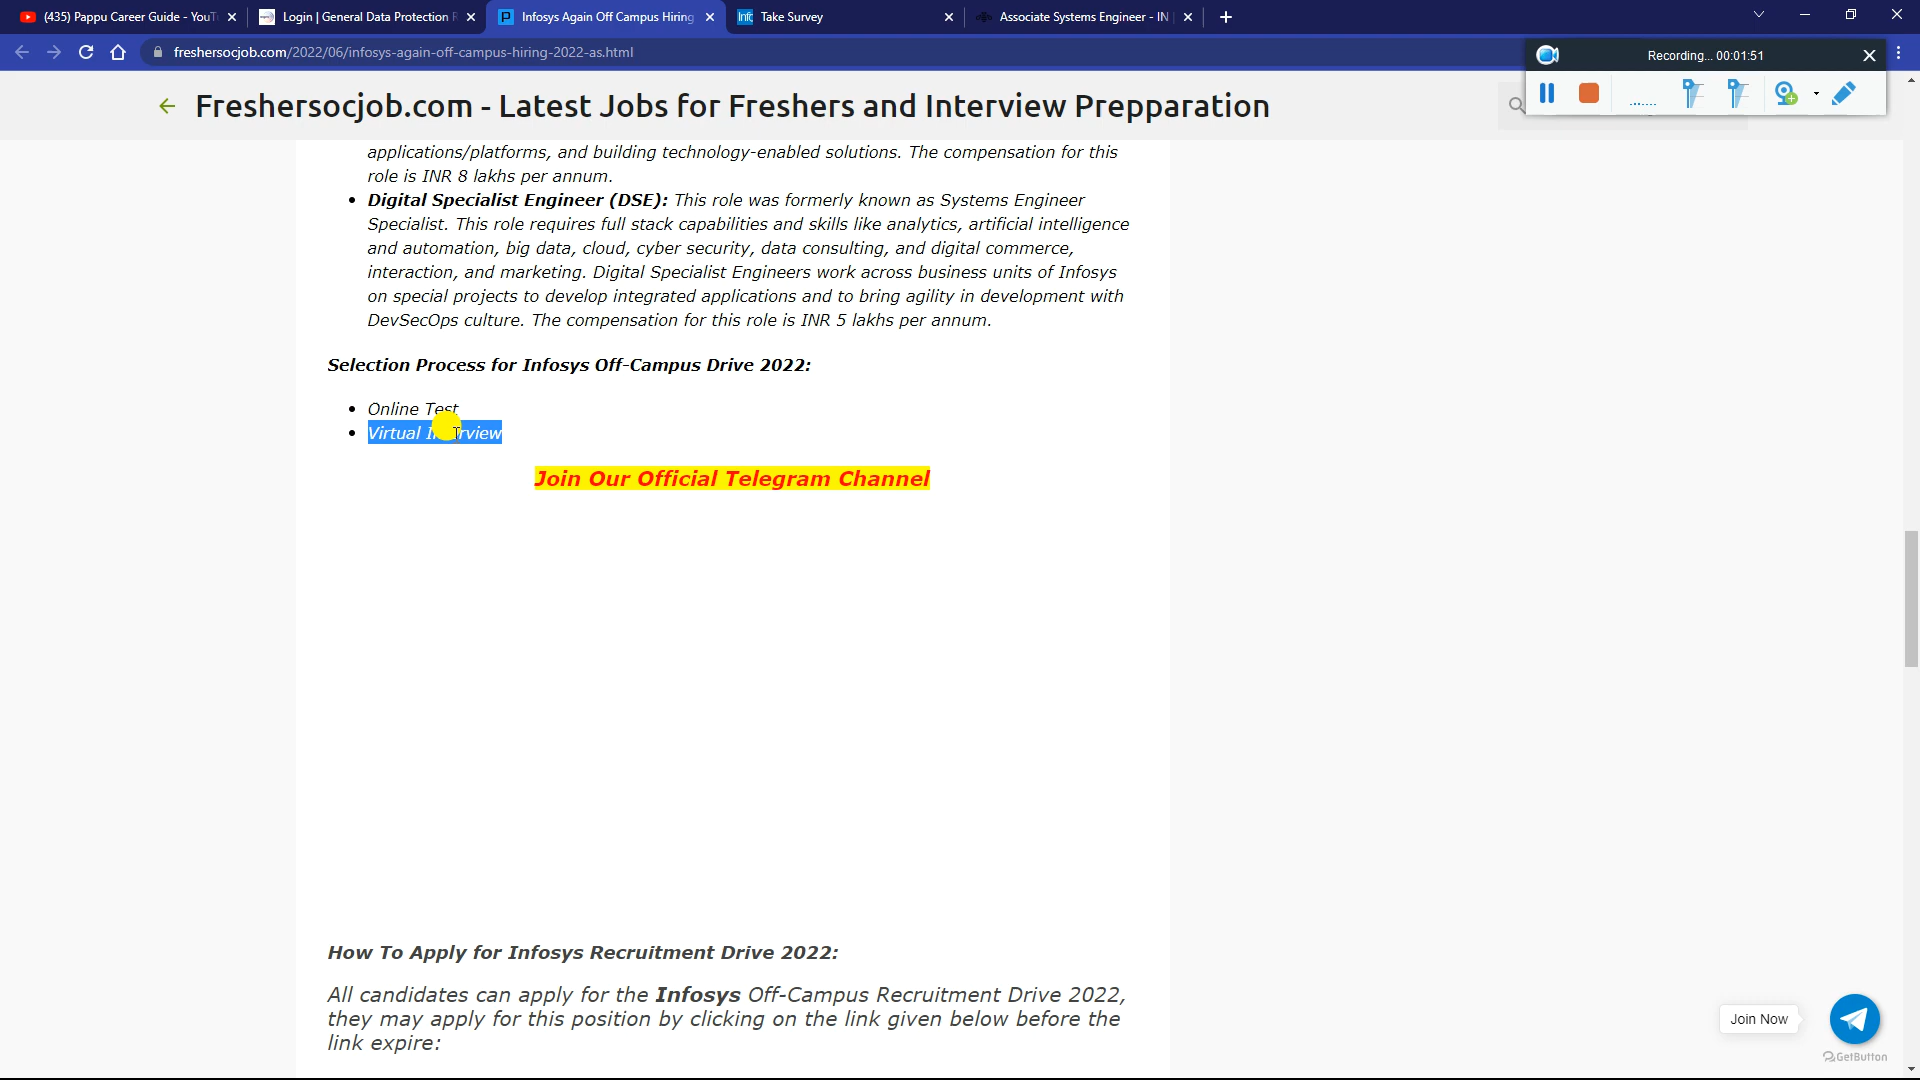 (435) Pappu Career Guide - YouT
Login | General Data Protection R
Infosys Again Off Campus Hiring
Take Survey
Associate Systems Engineer - IN
freshersocjob.com/2022/06/infosys-again-off-campus-hiring-2022-as.html
Recording... 00:01:51
Freshersocjob.com - Latest Jobs for Freshers and Interview Prepparation
applications/platforms, and building technology-enabled solutions. The compensation for this
role is INR 8 lakhs per annum.
• Digital Specialist Engineer (DSE): This role was formerly known as Systems Engineer
Specialist. This role requires full stack capabilities and skills like analytics, artificial intelligence
and automation, big data, cloud, cyber security, data consulting, and digital commerce,
interaction, and marketing. Digital Specialist Engineers work across business units of Infosys
on special projects to develop integrated applications and to bring agility in development with
DevSecOps culture. The compensation for this role is INR 5 lakhs per annum.
Selection Process for Infosys Off-Campus Drive 2022:
• Online Test
• Virtual Interview
Join Our Official Telegram Channel
How To Apply for Infosys Recruitment Drive 2022:
All candidates can apply for the Infosys Off-Campus Recruitment Drive 2022,
they may apply for this position by clicking on the link given below before the
link expire:
Join Now
GetButton